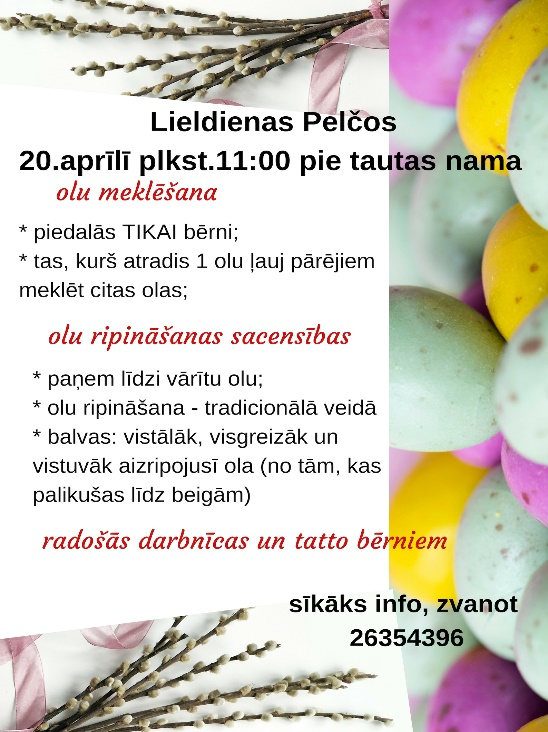 Lieldienas Pelčos
20.aprīlī plkst.11:00 pie tautas nama
olu meklēšana
* piedalās TIKAI bērni;
* tas, kurš atradis 1 olu ļauj pārējiem
meklēt citas olas;
olu ripināšanas sacensības
* paņem līdzi vārītu olu;
* olu ripināšana - tradicionālā veidā
* balvas: vistālāk, visgreizāk un
vistuvāk aizripojusī ola (no tām, kas
palikušas līdz beigām)
radošās darbnīcas un tatto bērniem
sīkāks info, zvanot
26354396